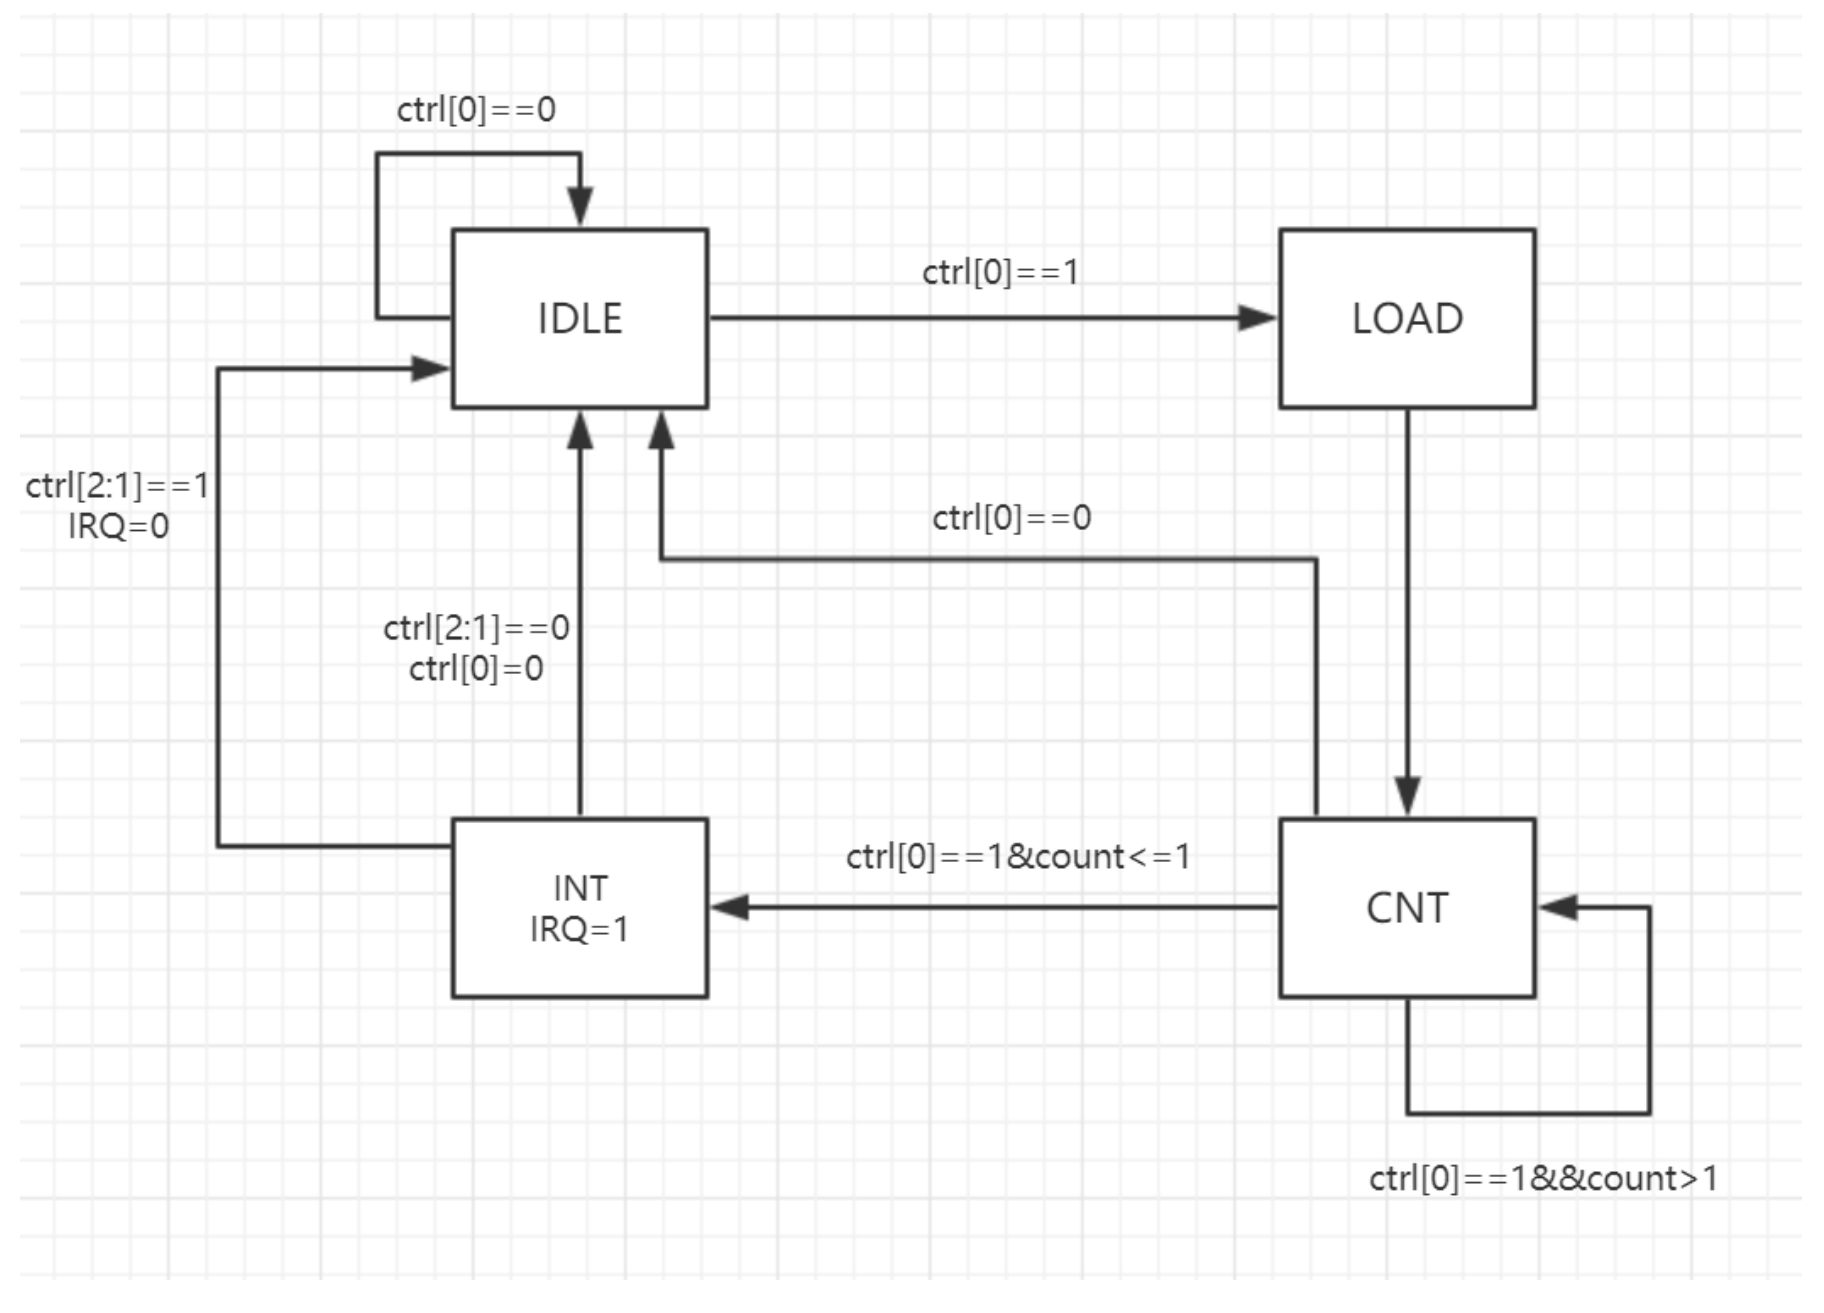 ctrl[0]==0
ctrl[0]==1
IDLE
LOAD
ctrl[2:1]==1
IRQ=0
ctrl[0]==0
ctrl[2:1]==0
ctrl[0]=0
ctrl[0]==1&count<=1
INT
IRQ=1
CNT
ctrl[0]==1&&count>1